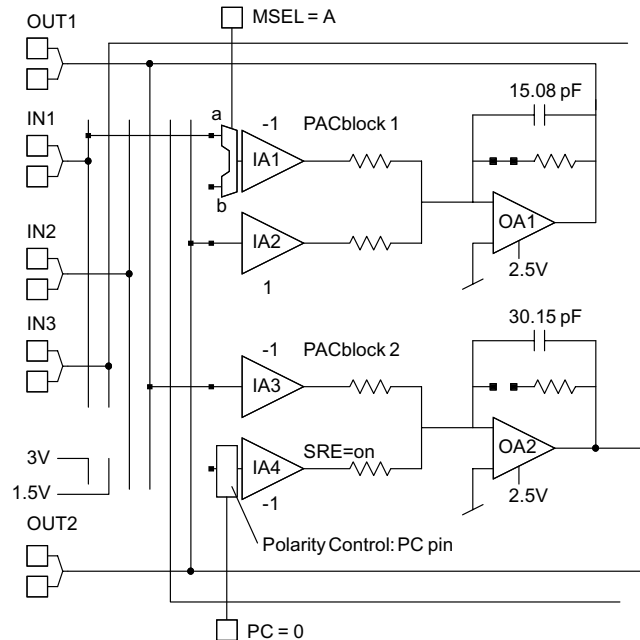 OUT1
MSEL = A
15.08 pF
IN1
a
-1
PACblock 1
IA1
b
IN2
IA2
OA1
1
2.5V
IN3
30.15 pF
-1
PACblock 2
IA3
3V
1.5V
IA4
SRE=on
OA2
-1
2.5V
OUT2
Polarity Control: PC pin
PC = 0